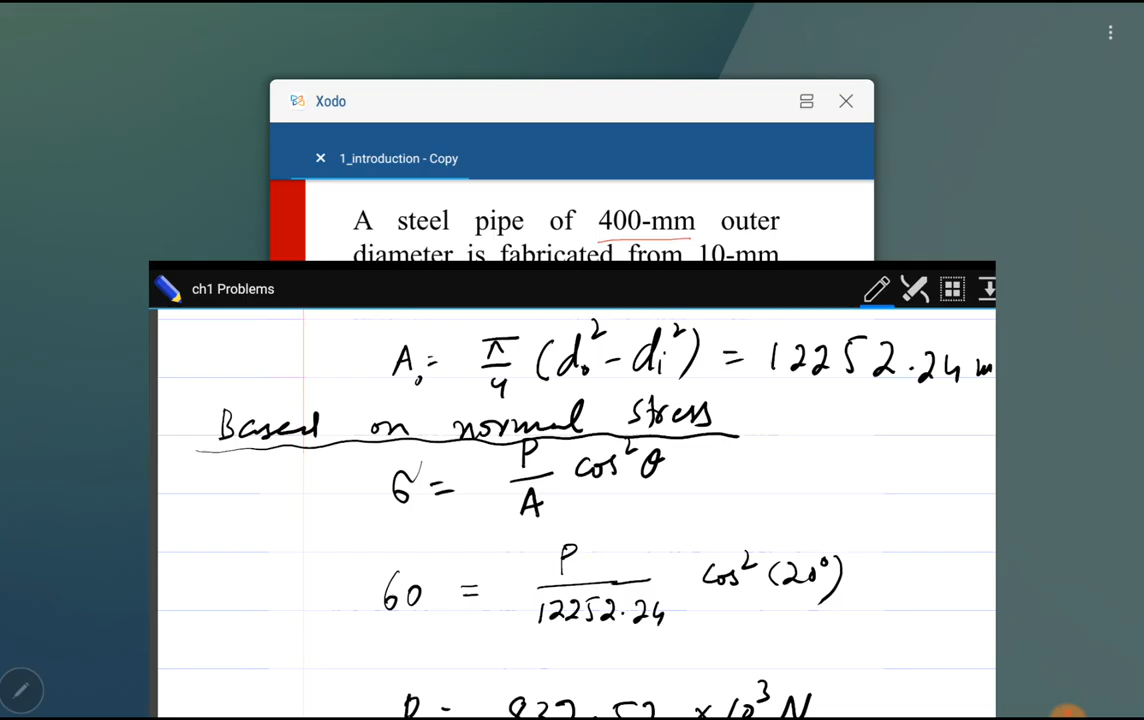 Xodo
1_introduction - Copy
A steel pipe of 400-mm outer
diameter is fabricated from 10-mm
ch1 Problems
A₀ = π/4 (d₀² - dᵢ²) = 12252.24 m
Based on normal stress
σ = P/A cos²θ
60 = P/12252.24 cos²(20°)